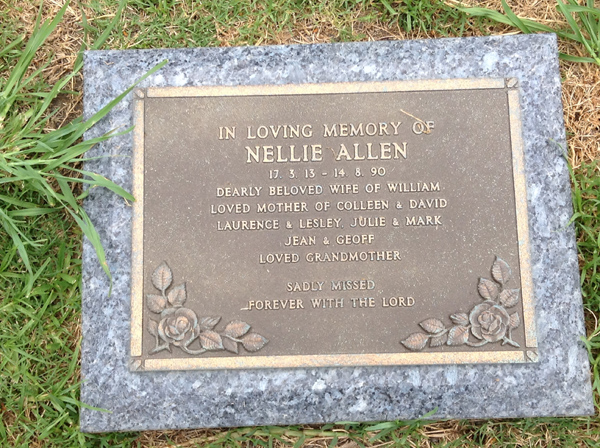 IN LOVING MEMORY OF
NELLIE ALLEN
17. 3. 13 - 14. 8. 90
DEARLY BELOVED WIFE OF WILLIAM
LOVED MOTHER OF COLLEEN & DAVID
LAURENCE & LESLEY, JULIE & MARK
JEAN & GEOFF
LOVED GRANDMOTHER
SADLY MISSED
FOREVER WITH THE LORD